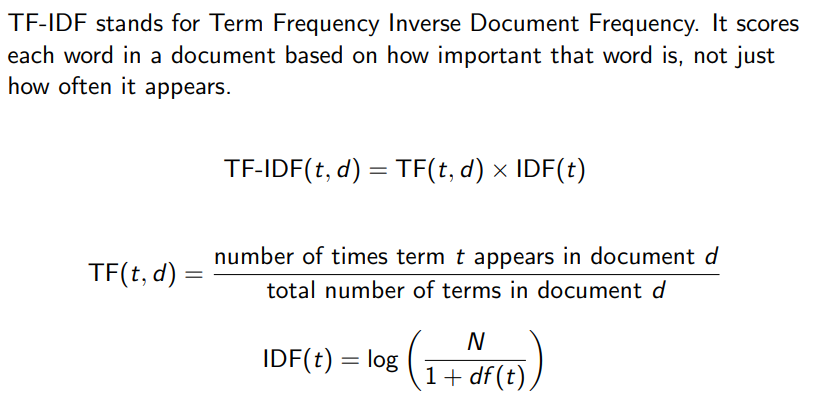 TF-IDF stands for Term Frequency Inverse Document Frequency. It scores
each word in a document based on how important that word is, not just
how often it appears.
TF-IDF(t, d) = TF(t, d) × IDF(t)
TF(t, d) = number of times term t appears in document d / total number of terms in document d
IDF(t) = log ( N / 1 + df(t) )